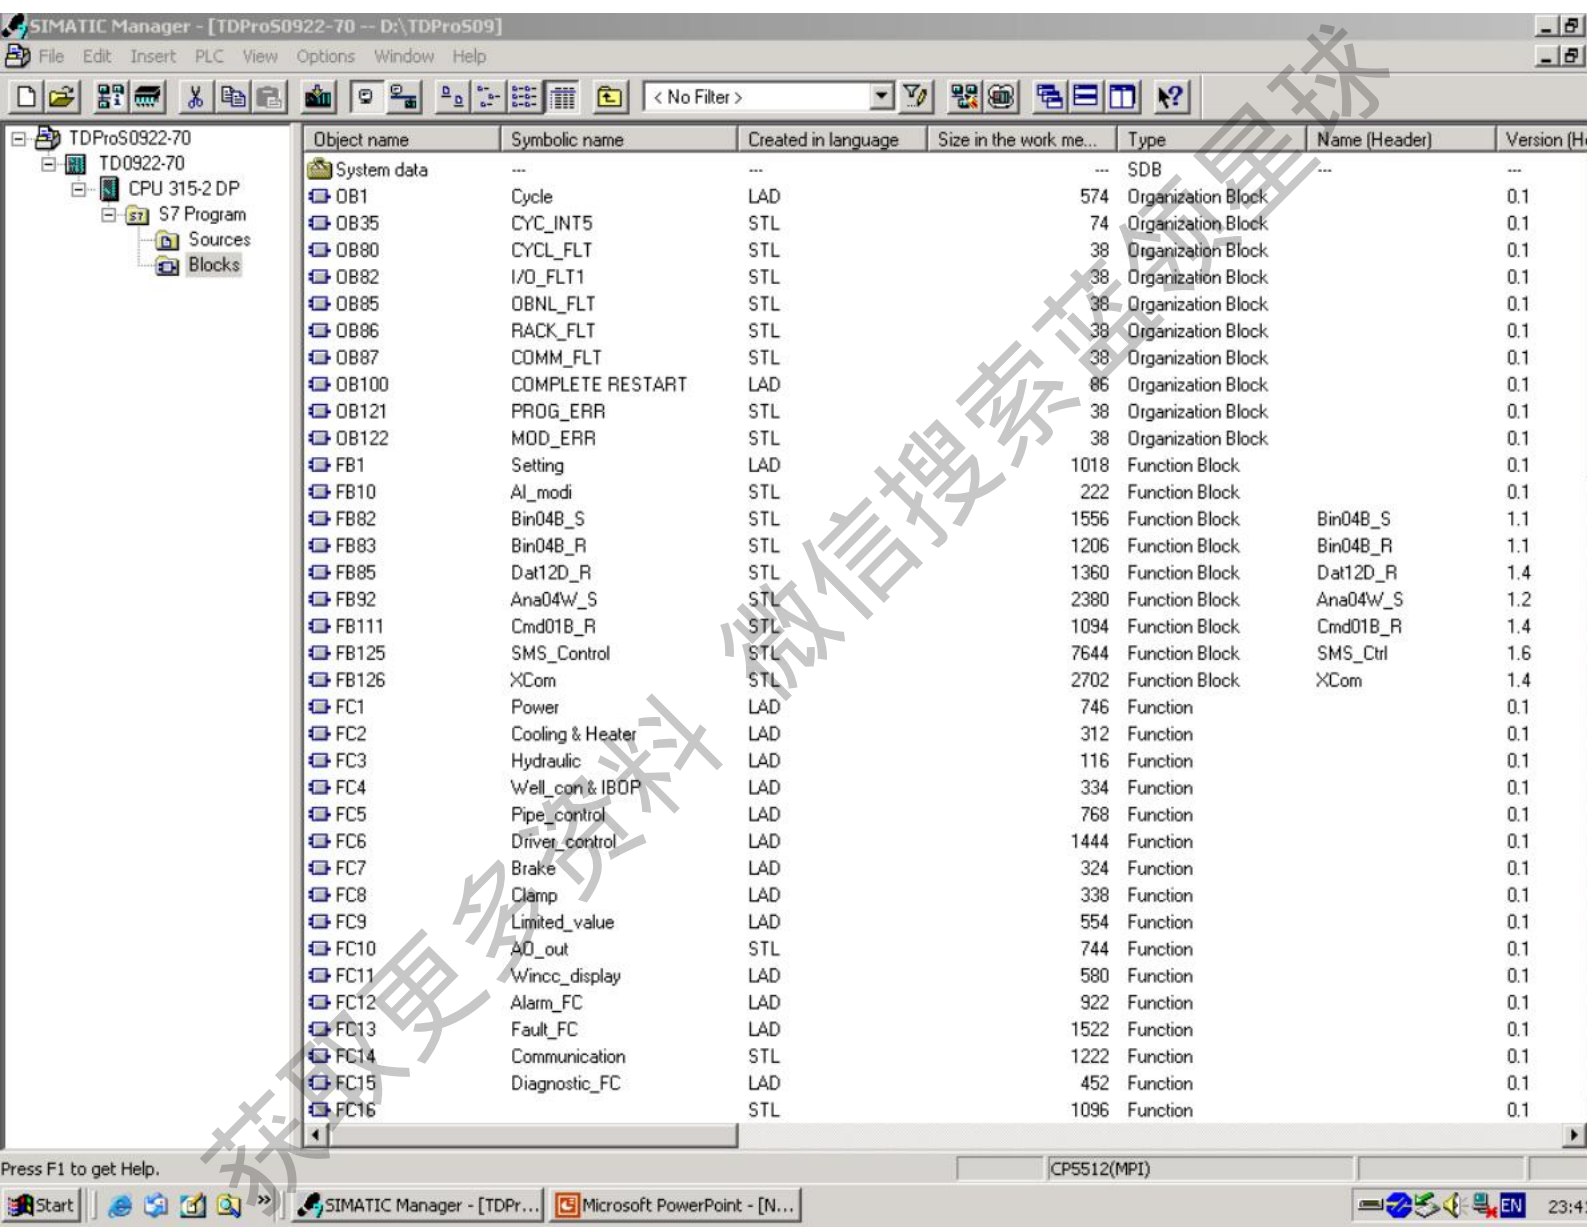 SIMATIC Manager - [TDProS0922-70 -- D:\TDProS09]
File Edit Insert PLC View Options Window Help
< No Filter >
TDProS0922-70
TD0922-70
CPU 315-2 DP
S7 Program
Sources
Blocks
Object name Symbolic name Created in language Size in the work me... Type Name (Header) Version (He
System data --- --- --- SDB --- ---
OB1 Cycle LAD 574 Organization Block 0.1
OB35 CYC_INT5 STL 74 Organization Block 0.1
OB80 CYCL_FLT STL 38 Organization Block 0.1
OB82 I/O_FLT1 STL 38 Organization Block 0.1
OB85 OBNL_FLT STL 38 Organization Block 0.1
OB86 RACK_FLT STL 38 Organization Block 0.1
OB87 COMM_FLT STL 38 Organization Block 0.1
OB100 COMPLETE RESTART LAD 86 Organization Block 0.1
OB121 PROG_ERR STL 38 Organization Block 0.1
OB122 MOD_ERR STL 38 Organization Block 0.1
FB1 Setting LAD 1018 Function Block 0.1
FB10 AI_modi STL 222 Function Block 0.1
FB82 Bin04B_S STL 1556 Function Block Bin04B_S 1.1
FB83 Bin04B_R STL 1206 Function Block Bin04B_R 1.1
FB85 Dat12D_R STL 1360 Function Block Dat12D_R 1.4
FB92 Ana04W_S STL 2380 Function Block Ana04W_S 1.2
FB111 Cmd01B_R STL 1094 Function Block Cmd01B_R 1.4
FB125 SMS_Control STL 7644 Function Block SMS_Ctrl 1.6
FB126 XCom STL 2702 Function Block XCom 1.4
FC1 Power LAD 746 Function 0.1
FC2 Cooling & Heater LAD 312 Function 0.1
FC3 Hydraulic LAD 116 Function 0.1
FC4 Well_con & IBOP LAD 334 Function 0.1
FC5 Pipe_control LAD 768 Function 0.1
FC6 Driver_control LAD 1444 Function 0.1
FC7 Brake LAD 324 Function 0.1
FC8 Clamp LAD 338 Function 0.1
FC9 Limited_value LAD 554 Function 0.1
FC10 AO_out STL 744 Function 0.1
FC11 Wincc_display LAD 580 Function 0.1
FC12 Alarm_FC LAD 922 Function 0.1
FC13 Fault_FC LAD 1522 Function 0.1
FC14 Communication STL 1222 Function 0.1
FC15 Diagnostic_FC LAD 452 Function 0.1
FC16 STL 1096 Function 0.1
获取更多资料 微信搜索蓝领星球
Press F1 to get Help. CP5512(MPI)
Start SIMATIC Manager - [TDPr... Microsoft PowerPoint - [N... EN 23:4